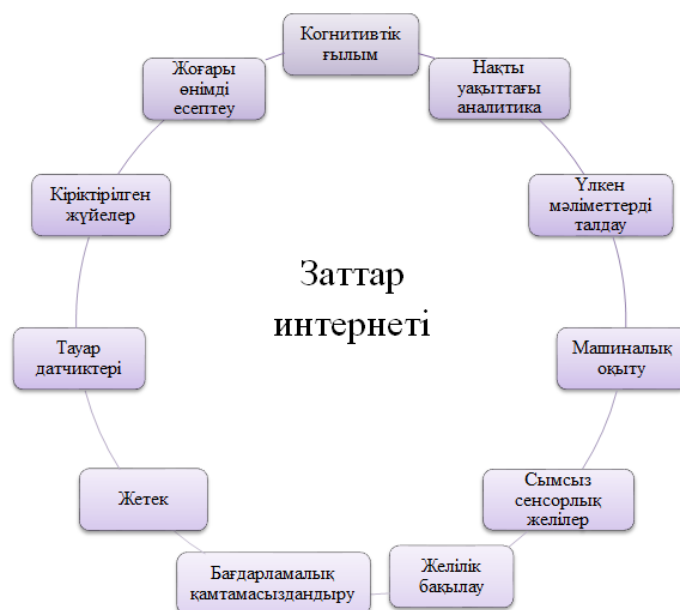 Когнитивтік
ғылым
Нақты
уақыттағы
аналитика
Үлкен
мәліметтерді
талдау
Машиналық
оқыту
Сымсыз
сенсорлық
желілер
Желілік
бақылау
Бағдарламалық
қамтамасыздандыру
Жетек
Тауар
датчиктері
Кіріктірілген
жүйелер
Жоғары
өнімді
есептеу
Заттар
интернеті